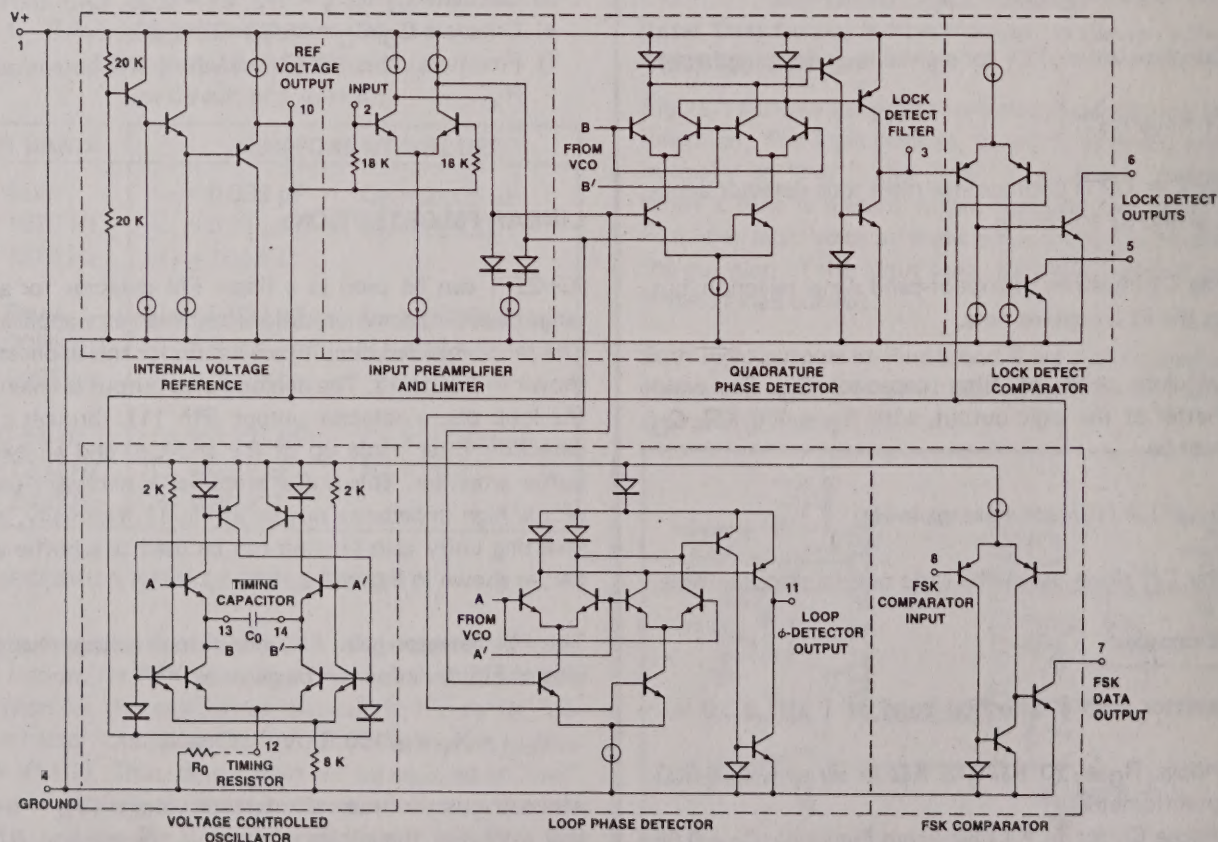 V+
1
20 K
20 K
REF
VOLTAGE
OUTPUT
10
INPUT
2
18 K
18 K
B
FROM
VCO
B'
LOCK
DETECT
FILTER
3
6
LOCK DETECT
OUTPUTS
5
INTERNAL VOLTAGE
REFERENCE
INPUT PREAMPLIFIER
AND LIMITER
QUADRATURE
PHASE DETECTOR
LOCK DETECT
COMPARATOR
2 K
2 K
A
TIMING
CAPACITOR
A'
13
C0
14
B
B'
12
R0
TIMING
RESISTOR
8 K
4
GROUND
A
FROM
VCO
A'
11
LOOP
φ-DETECTOR
OUTPUT
8
FSK
COMPARATOR
INPUT
7
FSK
DATA
OUTPUT
VOLTAGE CONTROLLED
OSCILLATOR
LOOP PHASE DETECTOR
FSK COMPARATOR